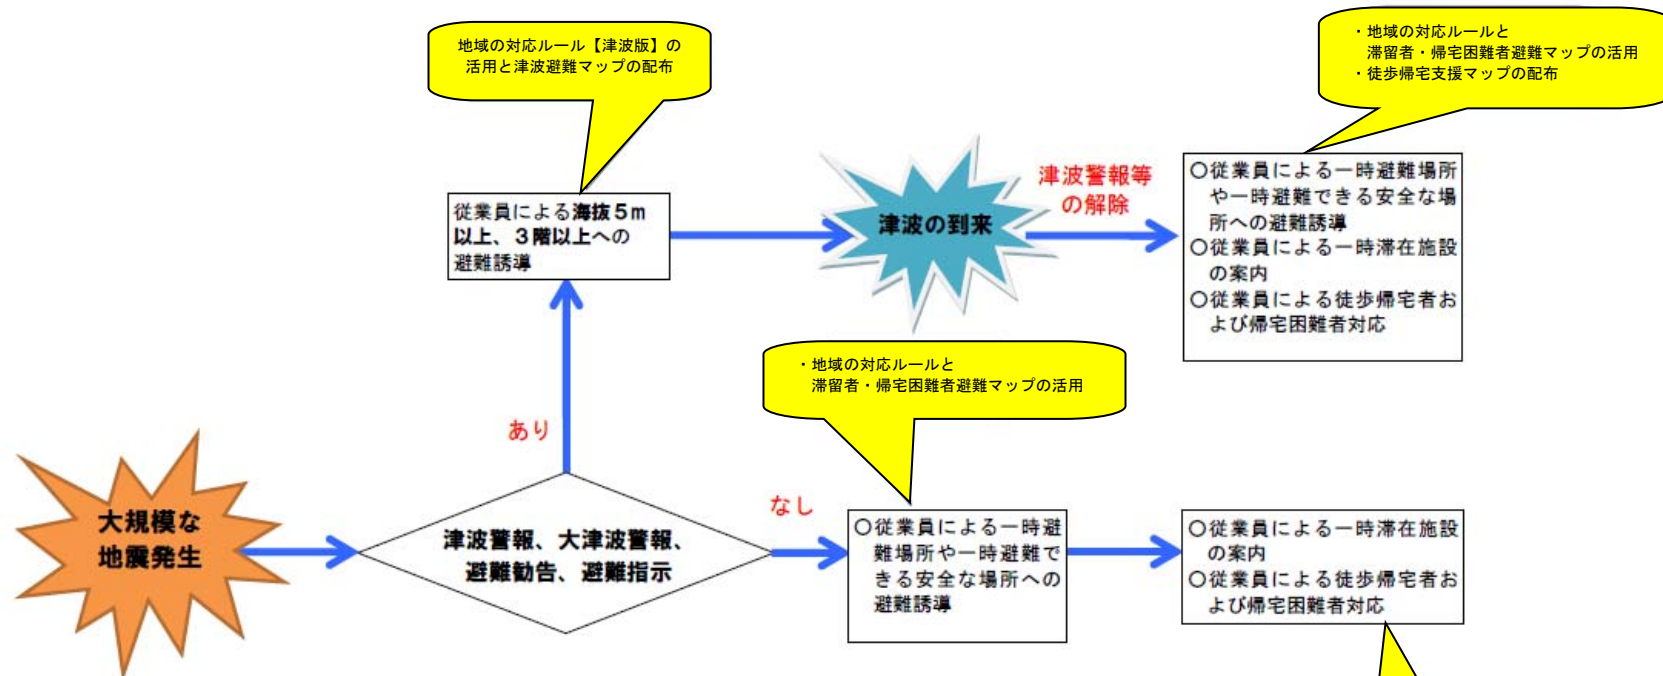 地域の対応ルール【津波版】の
活用と津波避難マップの配布
・地域の対応ルールと
滞留者・帰宅困難者避難マップの活用
・徒歩帰宅支援マップの配布
従業員による海抜5m
以上、3階以上への
避難誘導
津波の到来
津波警報等
の解除
〇従業員による一時避難場所
や一時避難できる安全な場
所への避難誘導
〇従業員による一時滞在施設
の案内
〇従業員による徒歩帰宅者お
よび帰宅困難者対応
・地域の対応ルールと
滞留者・帰宅困難者避難マップの活用
あり
大規模な
地震発生
津波警報、大津波警報、
避難勧告、避難指示
なし
〇従業員による一時避
難場所や一時避難で
きる安全な場所への
避難誘導
〇従業員による一時滞在施設
の案内
〇従業員による徒歩帰宅者お
よび帰宅困難者対応